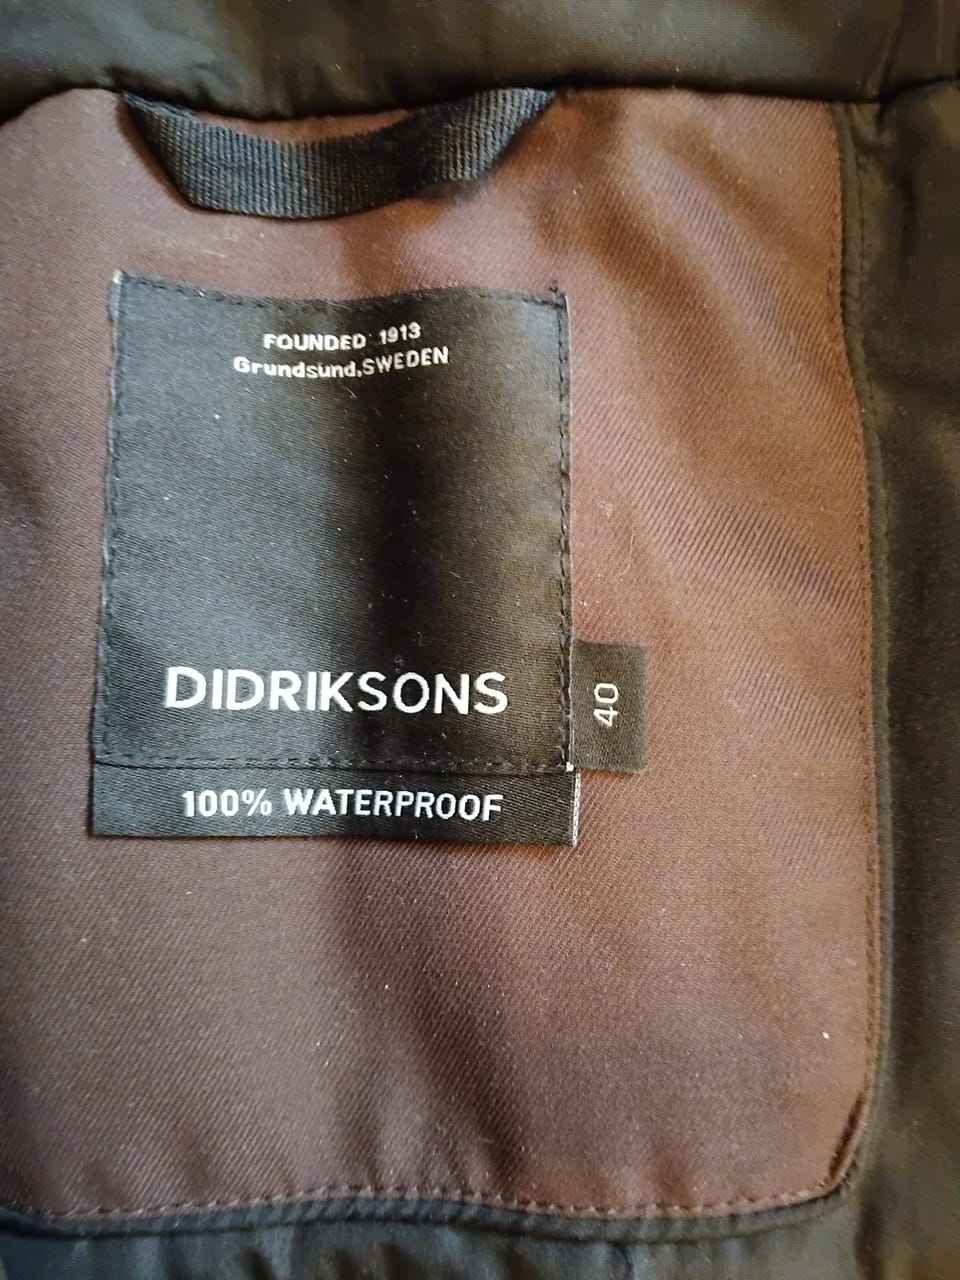 FOUNDED 1913
Grundsund,SWEDEN
DIDRIKSONS
40
100% WATERPROOF